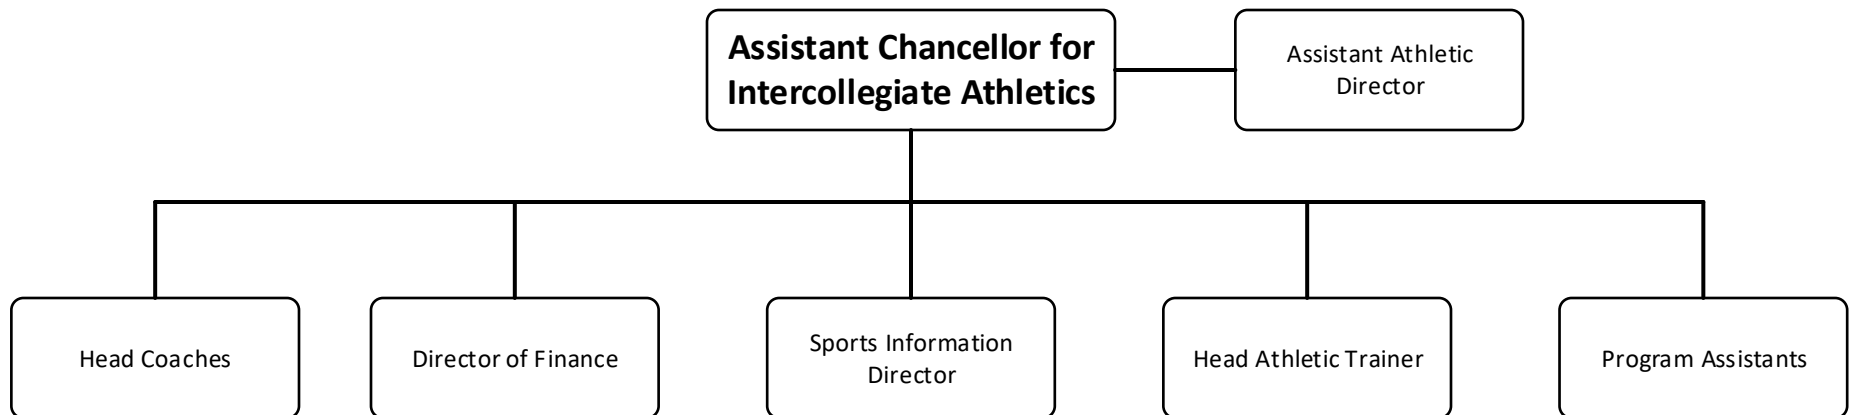 Assistant Chancellor for
Intercollegiate Athletics
Assistant Athletic
Director
Head Coaches
Director of Finance
Sports Information
Director
Head Athletic Trainer
Program Assistants